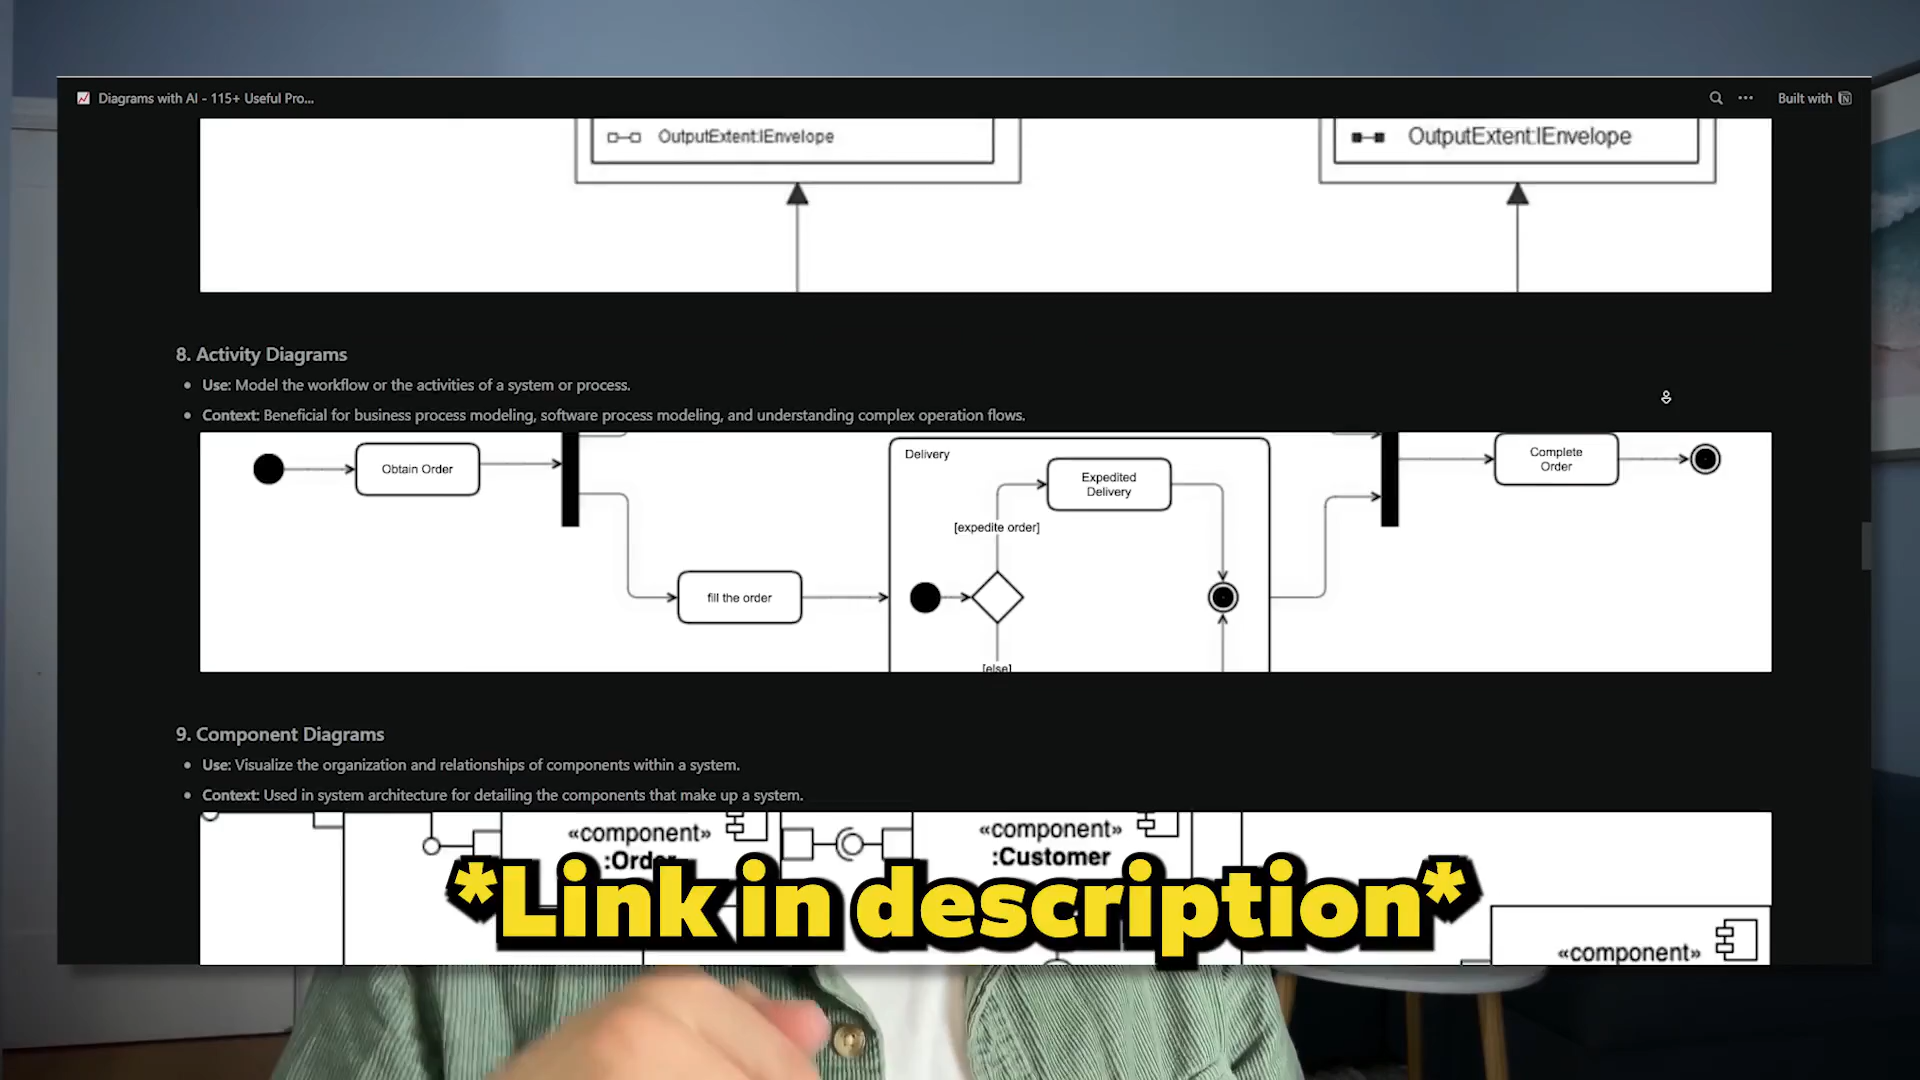 Diagrams with AI - 115+ Useful Pro...
Built with
OutputExtent:IEnvelope
OutputExtent:IEnvelope
8. Activity Diagrams
Use: Model the workflow or the activities of a system or process.
Context: Beneficial for business process modeling, software process modeling, and understanding complex operation flows.
Obtain Order
Delivery
Expedited
Delivery
[expedite order]
fill the order
[else]
Complete
Order
9. Component Diagrams
Use: Visualize the organization and relationships of components within a system.
Context: Used in system architecture for detailing the components that make up a system.
«component»
:Order
«component»
:Customer
*Link in description*
«component»